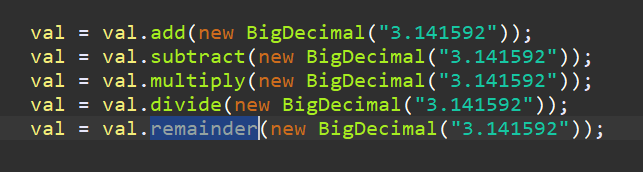 val = val.add(new BigDecimal("3.141592"));
val = val.subtract(new BigDecimal("3.141592"));
val = val.multiply(new BigDecimal("3.141592"));
val = val.divide(new BigDecimal("3.141592"));
val = val.remainder(new BigDecimal("3.141592"));